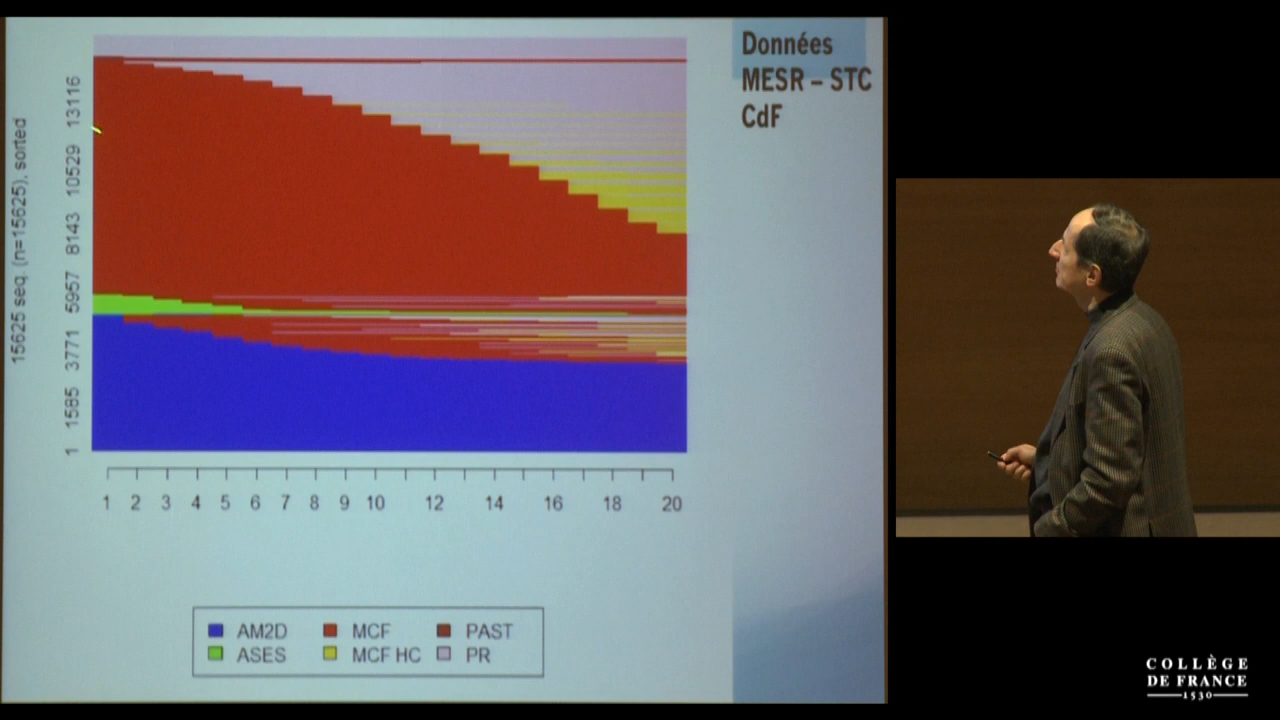 Données
MESR – STC
CdF
15625 seq. (n=15625), sorted
1 1585 3771 5957 8143 10529 13116
1 2 3 4 5 6 7 8 9 10 12 14 16 18 20
AM2D MCF PAST
ASES MCF HC PR
COLLÈGE
DE FRANCE
1530